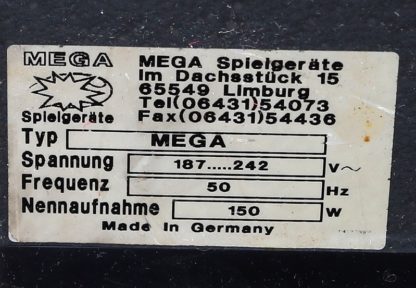 MEGA
Spielgeräte
MEGA Spielgeräte
Im Dachsstück 15
65549 Limburg
Tel(06431)54073
Fax(06431)54436
Typ MEGA
Spannung 187.....242 V~
Frequenz 50 Hz
Nennaufnahme 150 W
Made In Germany